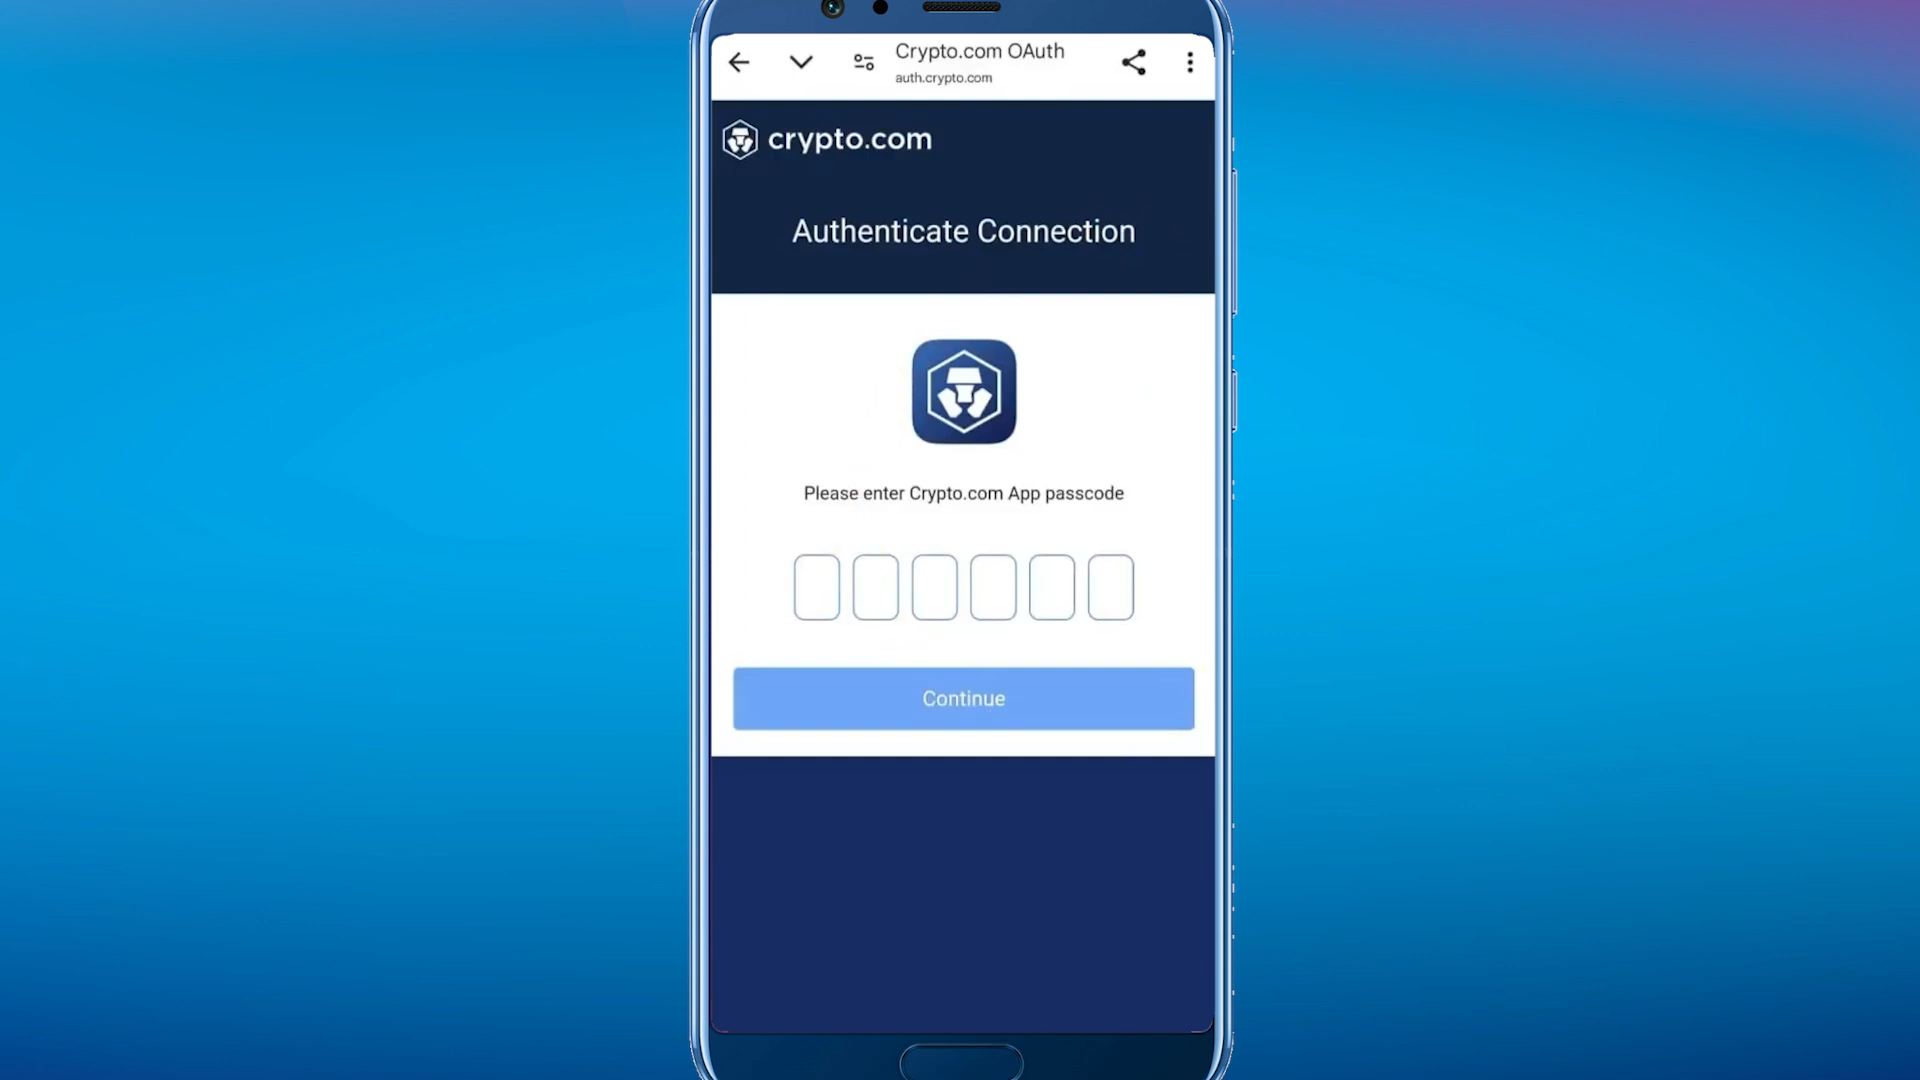 Crypto.com OAuth
auth.crypto.com
crypto.com
Authenticate Connection
Please enter Crypto.com App passcode
Continue